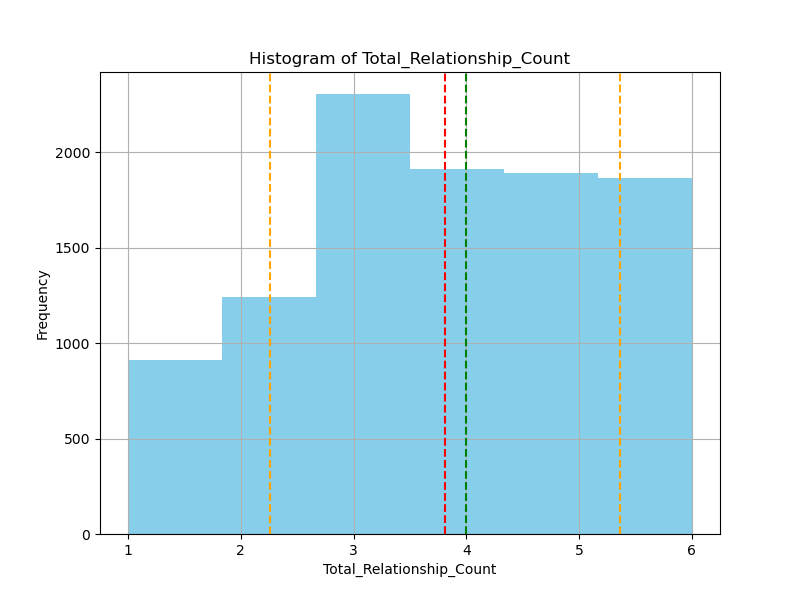 Histogram of Total_Relationship_Count
2000
1500
1000
500
0
Frequency
1 2 3 4 5 6
Total_Relationship_Count